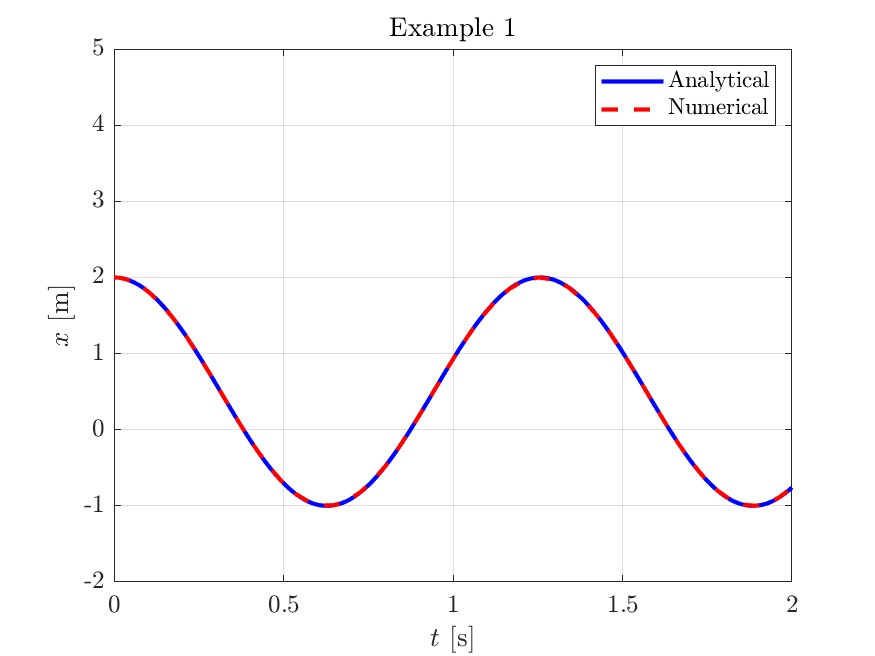 Example 1
5
4
3
2
1
0
-1
-2
x [m]
Analytical
Numerical
0 0.5 1 1.5 2
t [s]